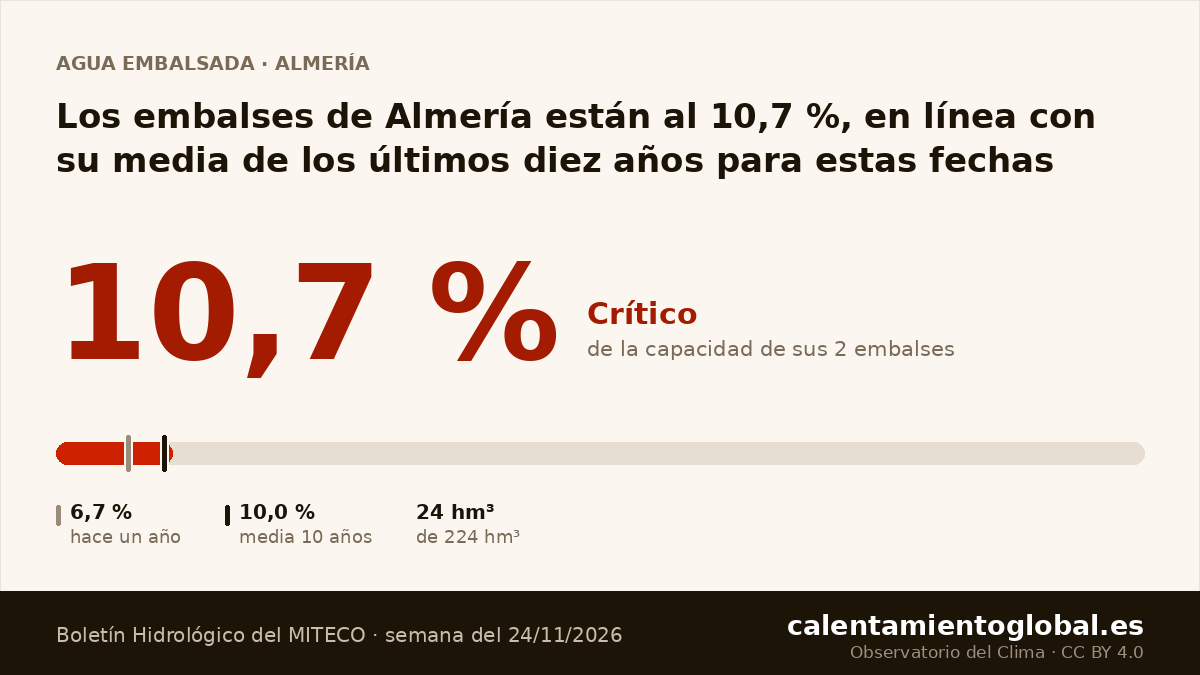 AGUA EMBALSADA · ALMERÍA
Los embalses de Almería están al 10,7 %, en línea con
su media de los últimos diez años para estas fechas
10,7 %
Crítico
de la capacidad de sus 2 embalses
6,7 %
hace un año
10,0 %
media 10 años
24 hm³
de 224 hm³
Boletín Hidrológico del MITECO · semana del 24/11/2026
calentamientoglobal.es
Observatorio del Clima · CC BY 4.0